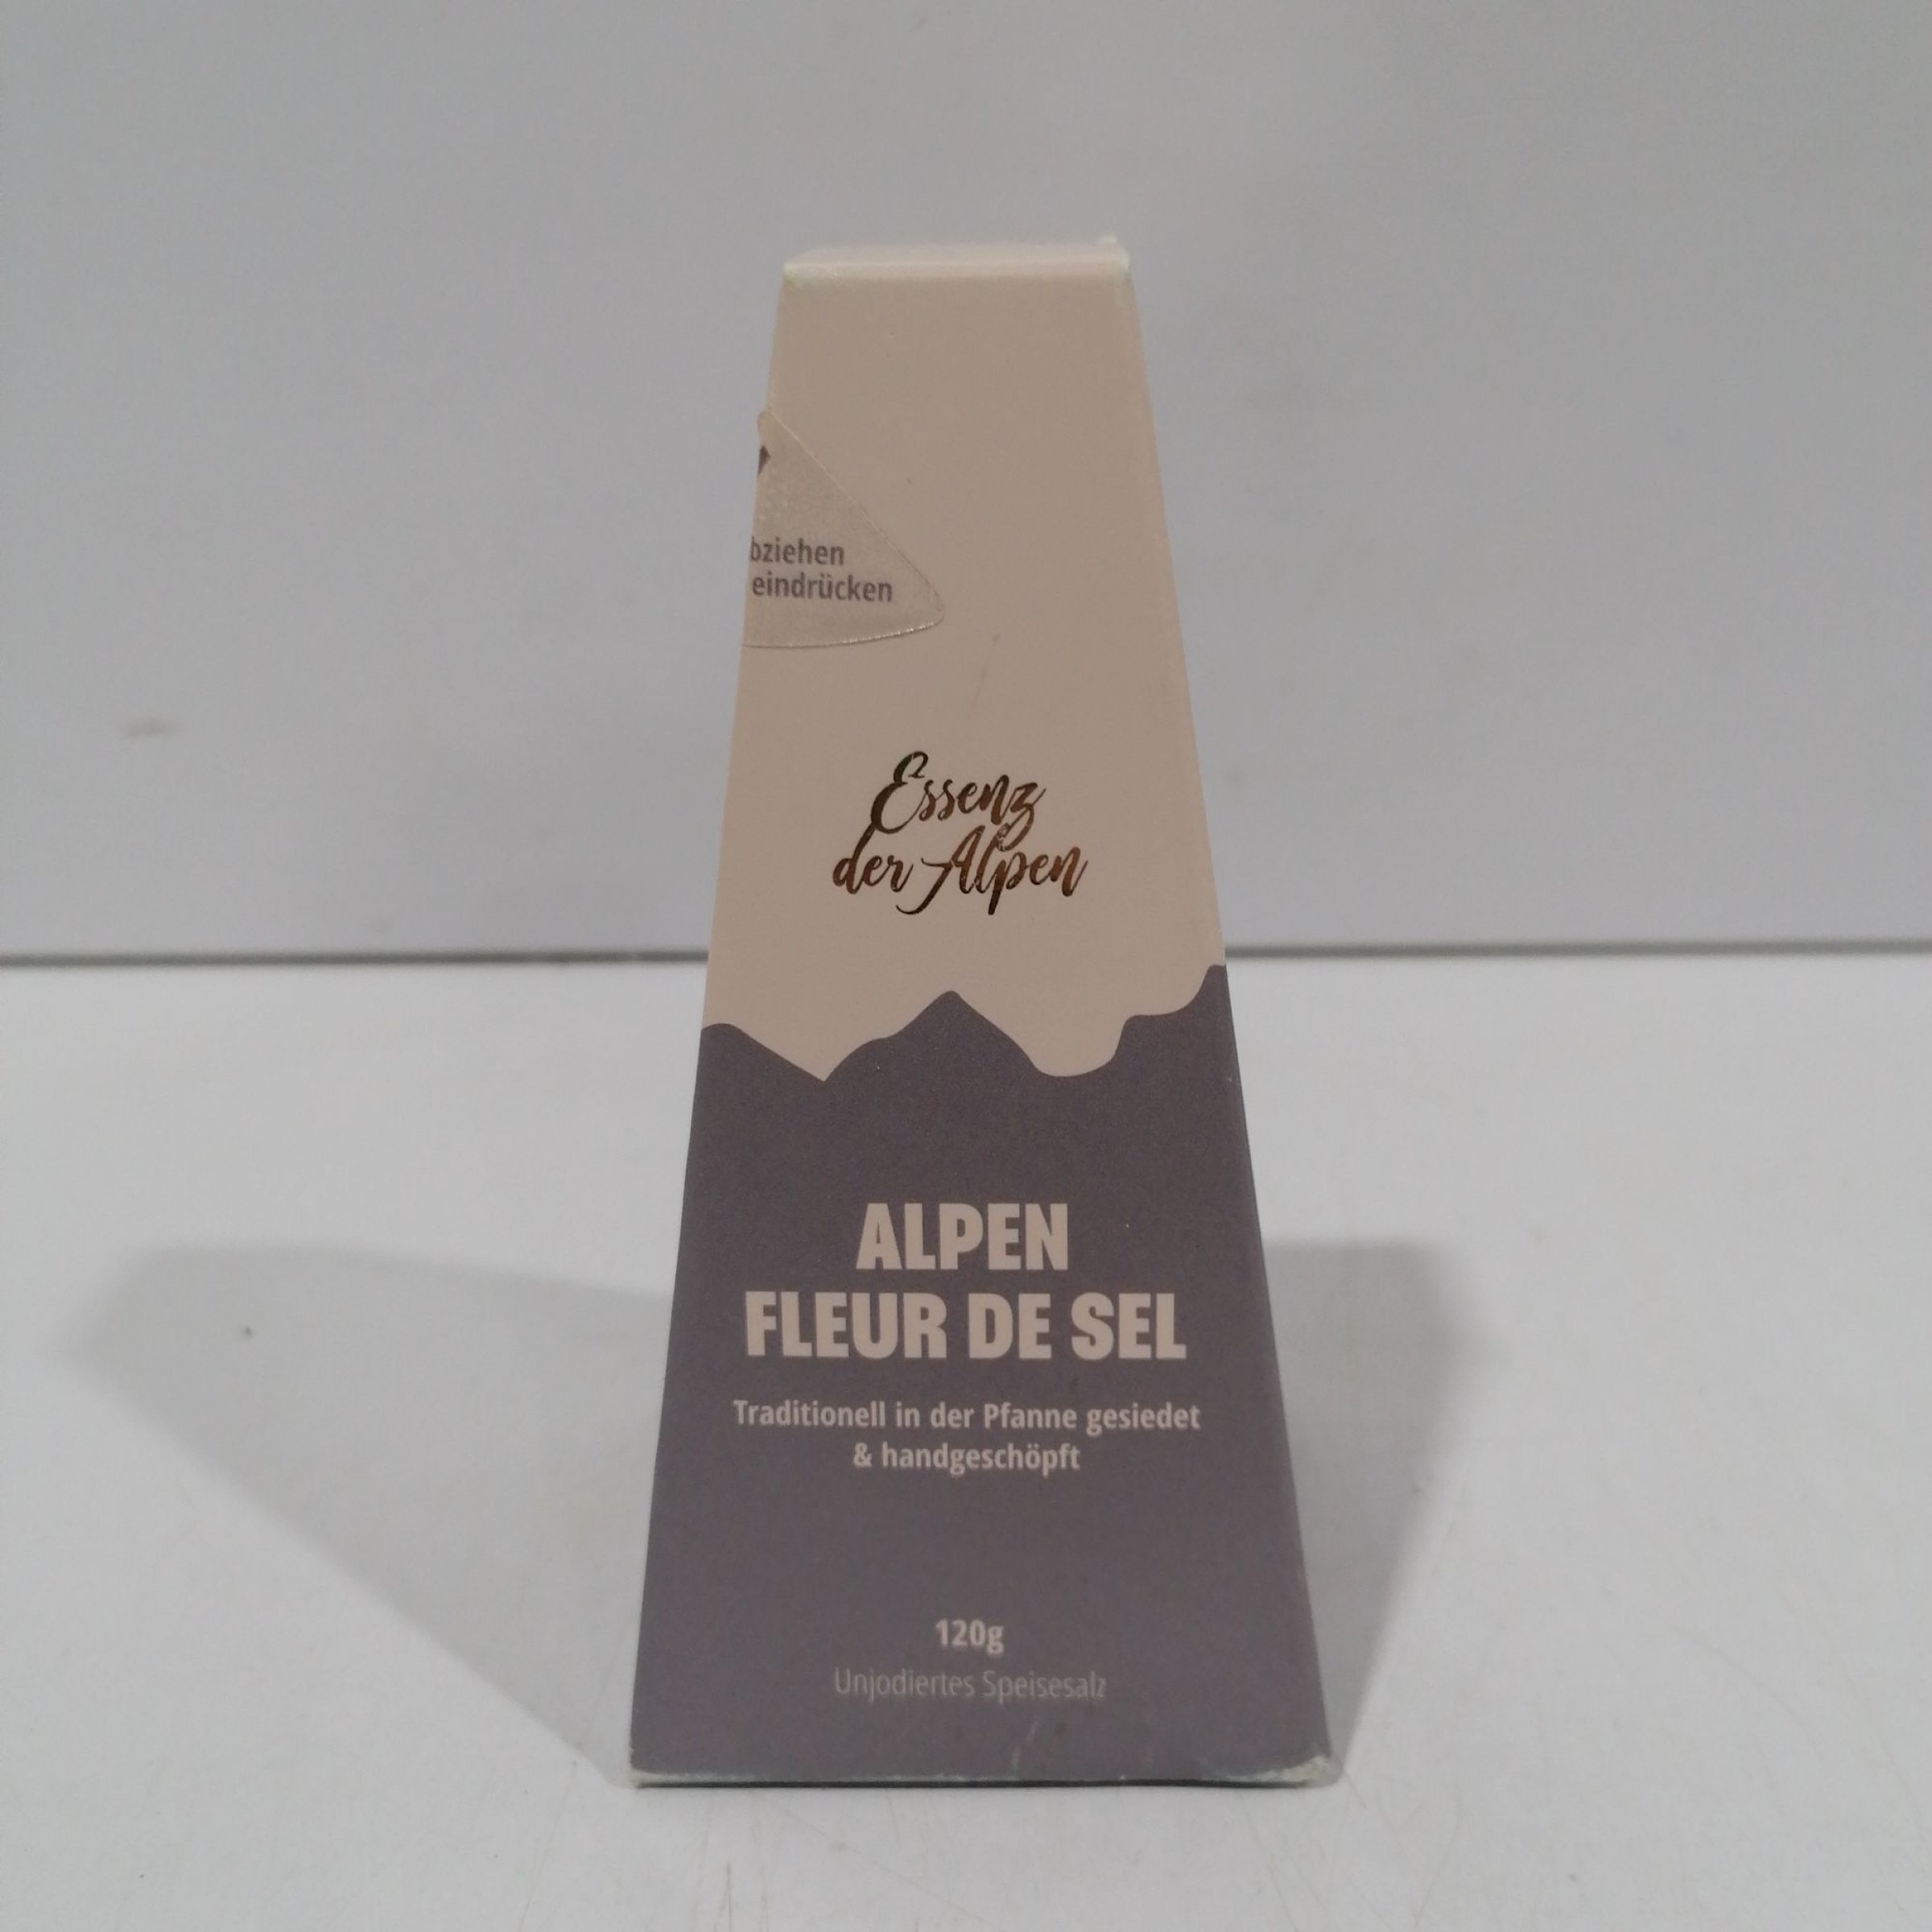 bziehen
eindrücken
Essenz
der Alpen
ALPEN
FLEUR DE SEL
Traditionell in der Pfanne gesiedet
& handgeschöpft
120g
Unjodiertes Speisesalz